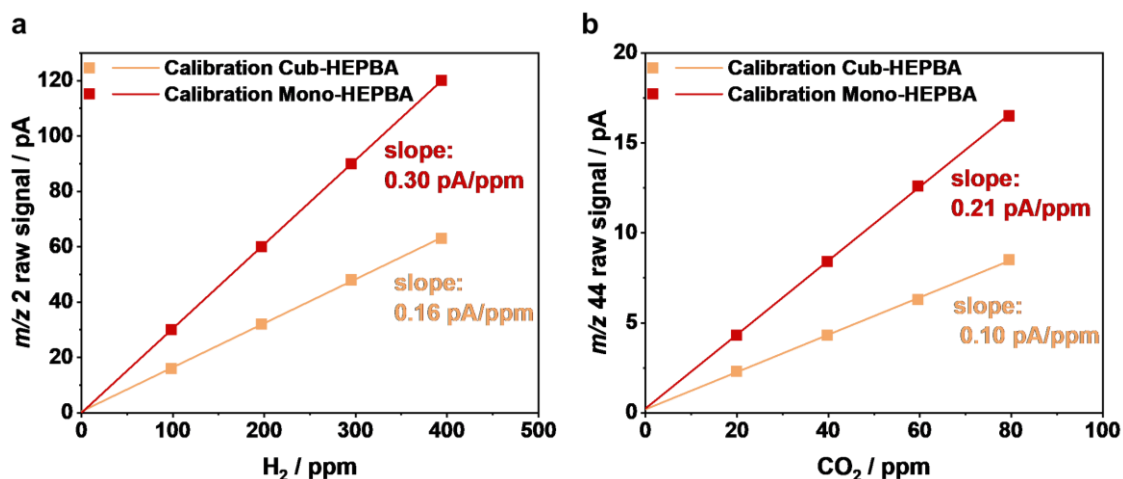 a
Calibration Cub-HEPBA
Calibration Mono-HEPBA
slope:
0.30 pA/ppm
slope:
0.16 pA/ppm
m/z 2 raw signal / pA
120
100
80
60
40
20
0
0 100 200 300 400 500
H₂ / ppm
b
Calibration Cub-HEPBA
Calibration Mono-HEPBA
slope:
0.21 pA/ppm
slope:
0.10 pA/ppm
m/z 44 raw signal / pA
20
15
10
5
0
0 20 40 60 80 100
CO₂ / ppm